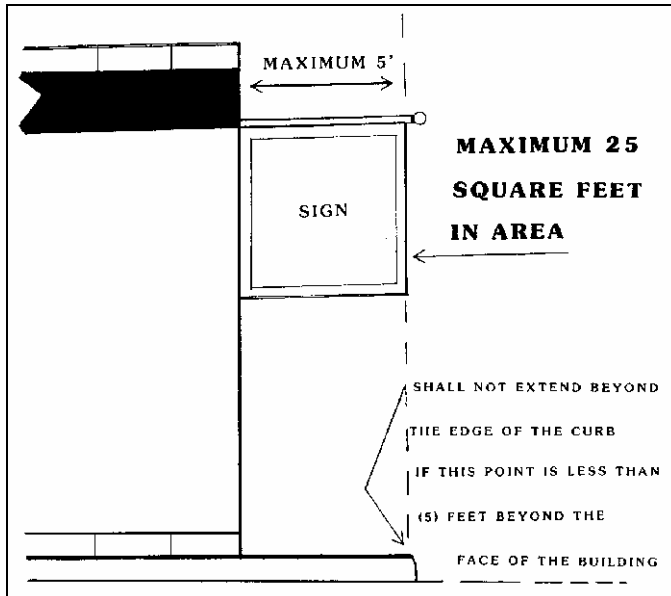 MAXIMUM 5'
MAXIMUM 25
SQUARE FEET
IN AREA
SIGN
SHALL NOT EXTEND BEYOND
THE EDGE OF THE CURB
IF THIS POINT IS LESS THAN
(5) FEET BEYOND THE
FACE OF THE BUILDING